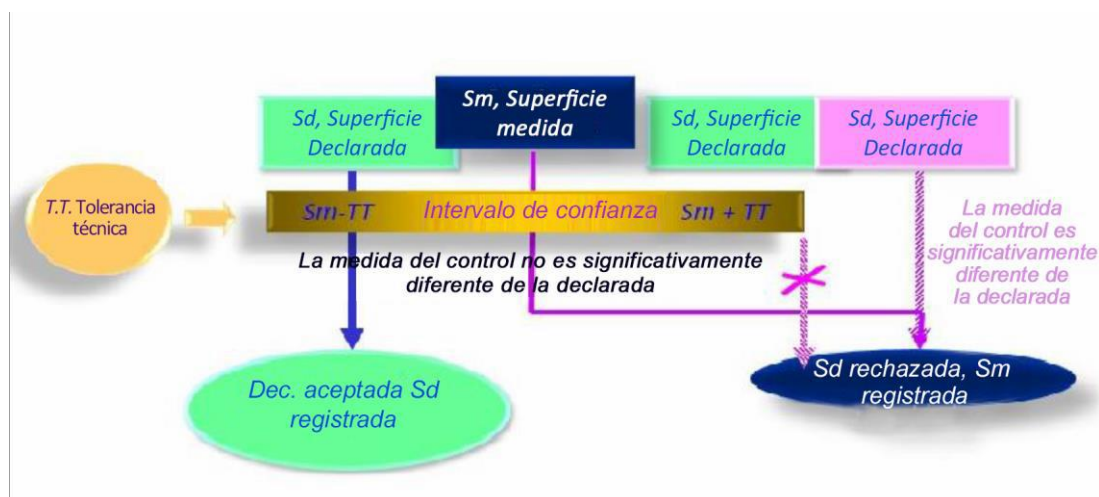 Sm, Superficie
medida
Sd, Superficie
Declarada
Sd, Superficie
Declarada
Sd, Superficie
Declarada
T.T. Tolerancia
técnica
Sm-TT
Intervalo de confianza
Sm + TT
La medida del control no es significativamente
diferente de la declarada
La medida
del control es
significativamente
diferente de
la declarada
Dec. aceptada Sd
registrada
Sd rechazada, Sm
registrada